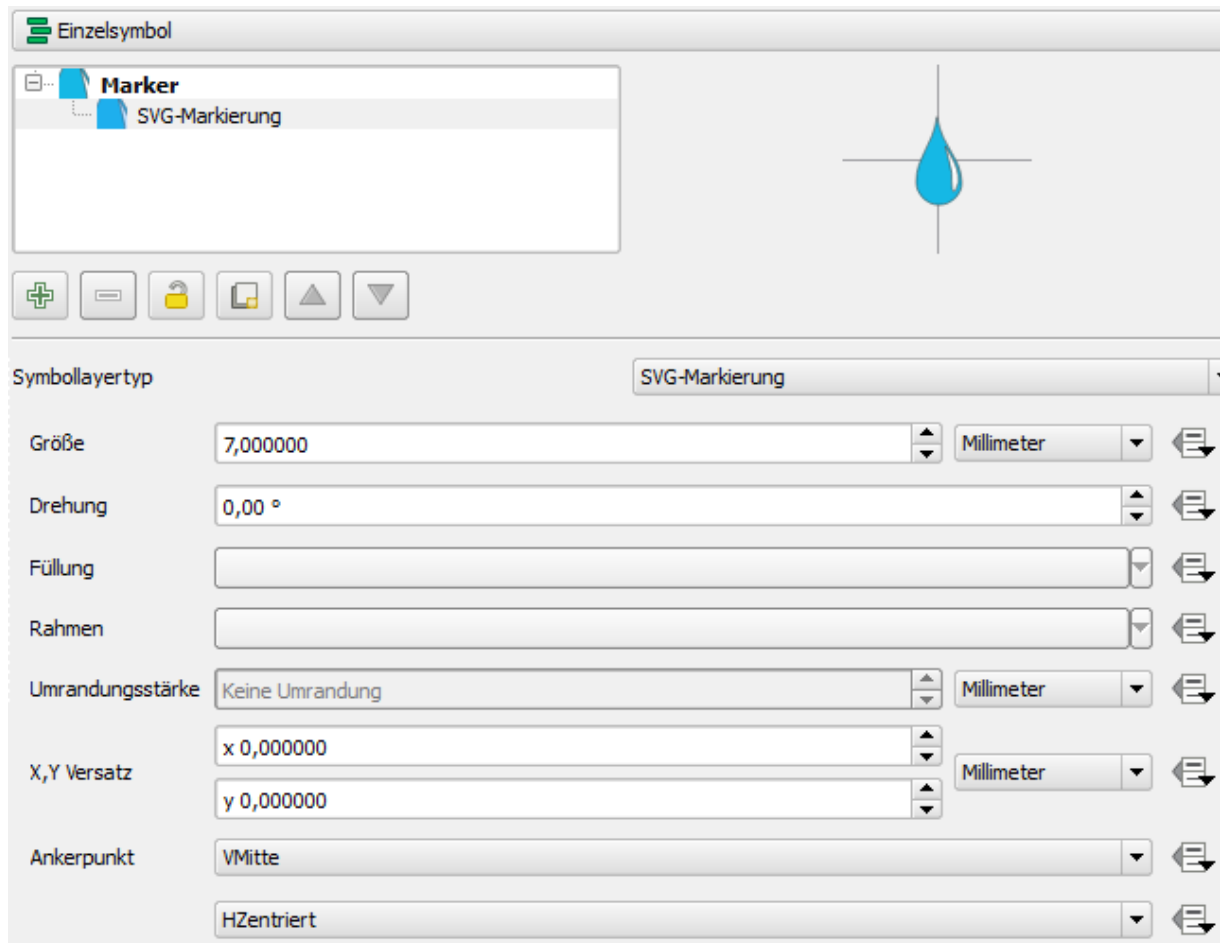 Einzelsymbol
Marker
SVG-Markierung
Symbollayertyp SVG-Markierung
Größe 7,000000 Millimeter
Drehung 0,00 °
Füllung
Rahmen
Umrandungsstärke Keine Umrandung Millimeter
x 0,000000
X,Y Versatz Millimeter
y 0,000000
Ankerpunkt VMitte
HZentriert